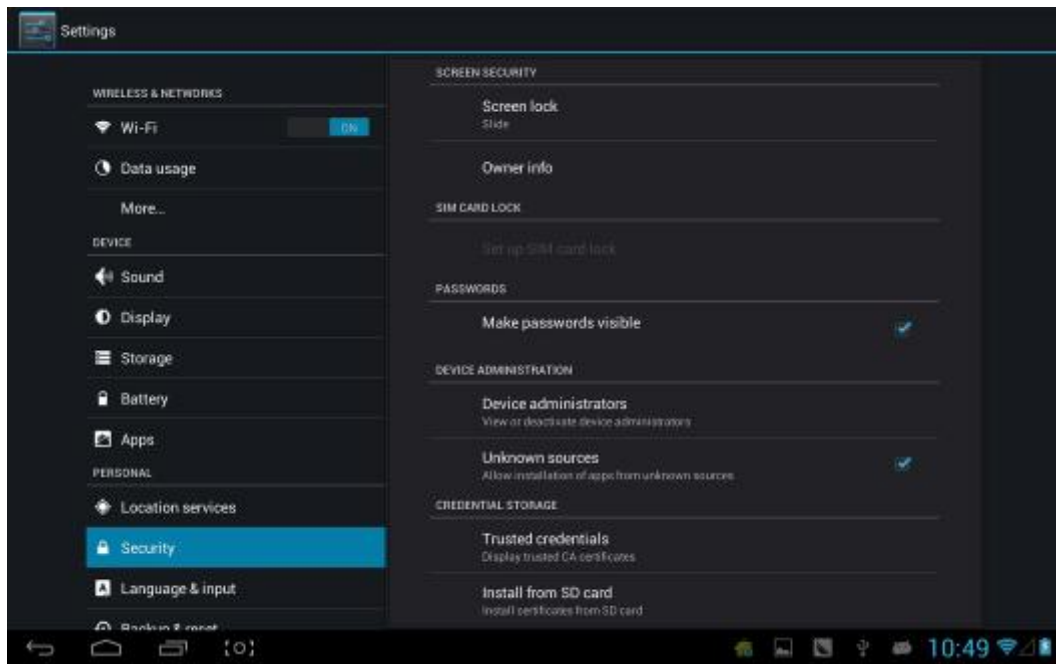 Settings
WIRELESS & NETWORKS
Wi-Fi
ON
Data usage
More...
DEVICE
Sound
Display
Storage
Battery
Apps
PERSONAL
Location services
Security
Language & input
Backup & reset
SCREEN SECURITY
Screen lock
Slide
Owner info
SIM CARD LOCK
Set up SIM card lock
PASSWORDS
Make passwords visible
DEVICE ADMINISTRATION
Device administrators
View or deactivate device administrators
Unknown sources
Allow installation of apps from unknown sources
CREDENTIAL STORAGE
Trusted credentials
Display trusted CA certificates
Install from SD card
Install certificates from SD card
10:49